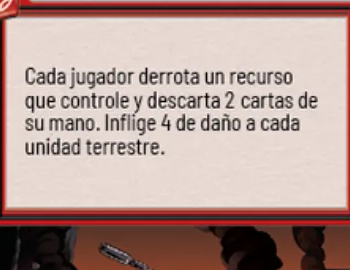 Cada jugador derrota un recurso
que controle y descarta 2 cartas de
su mano. Inflige 4 de daño a cada
unidad terrestre.